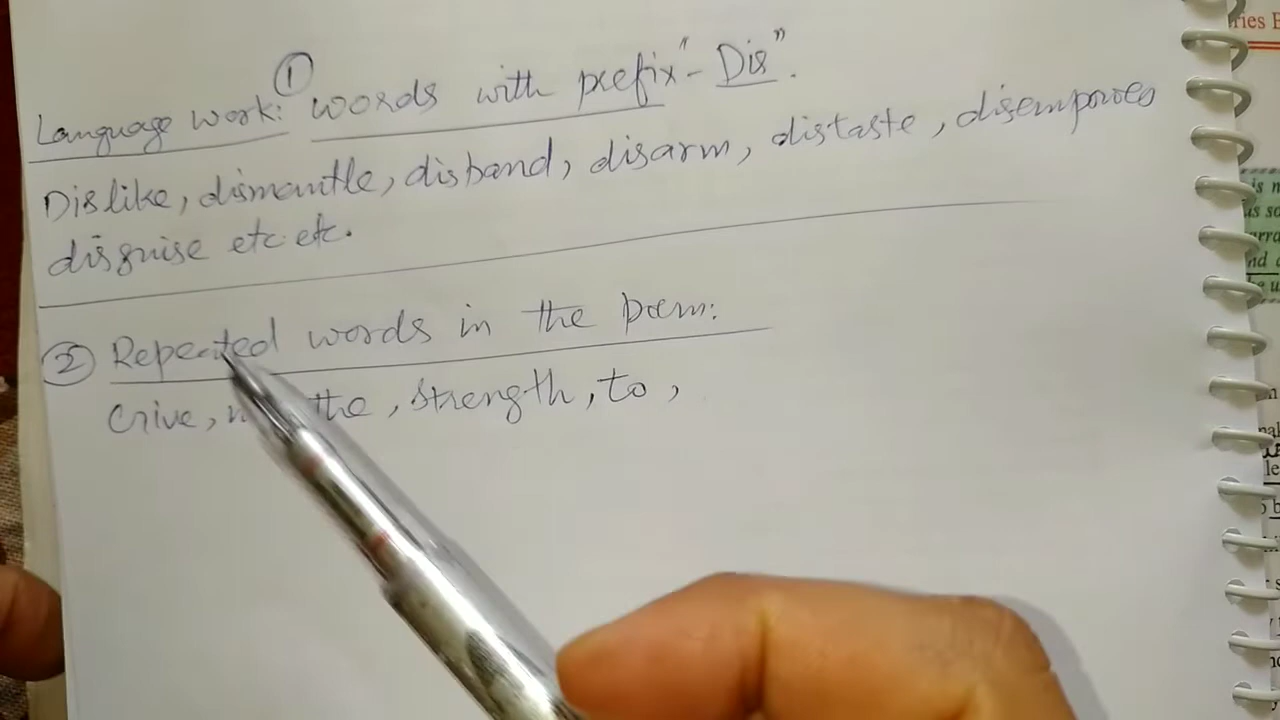 ①
Language work: words with prefix "- Dis".
Dislike, dismantle, disband, disarm, distaste, disempower
disguise etc etc.
② Repeated words in the poem:
Give, the, strength, to,
ries E